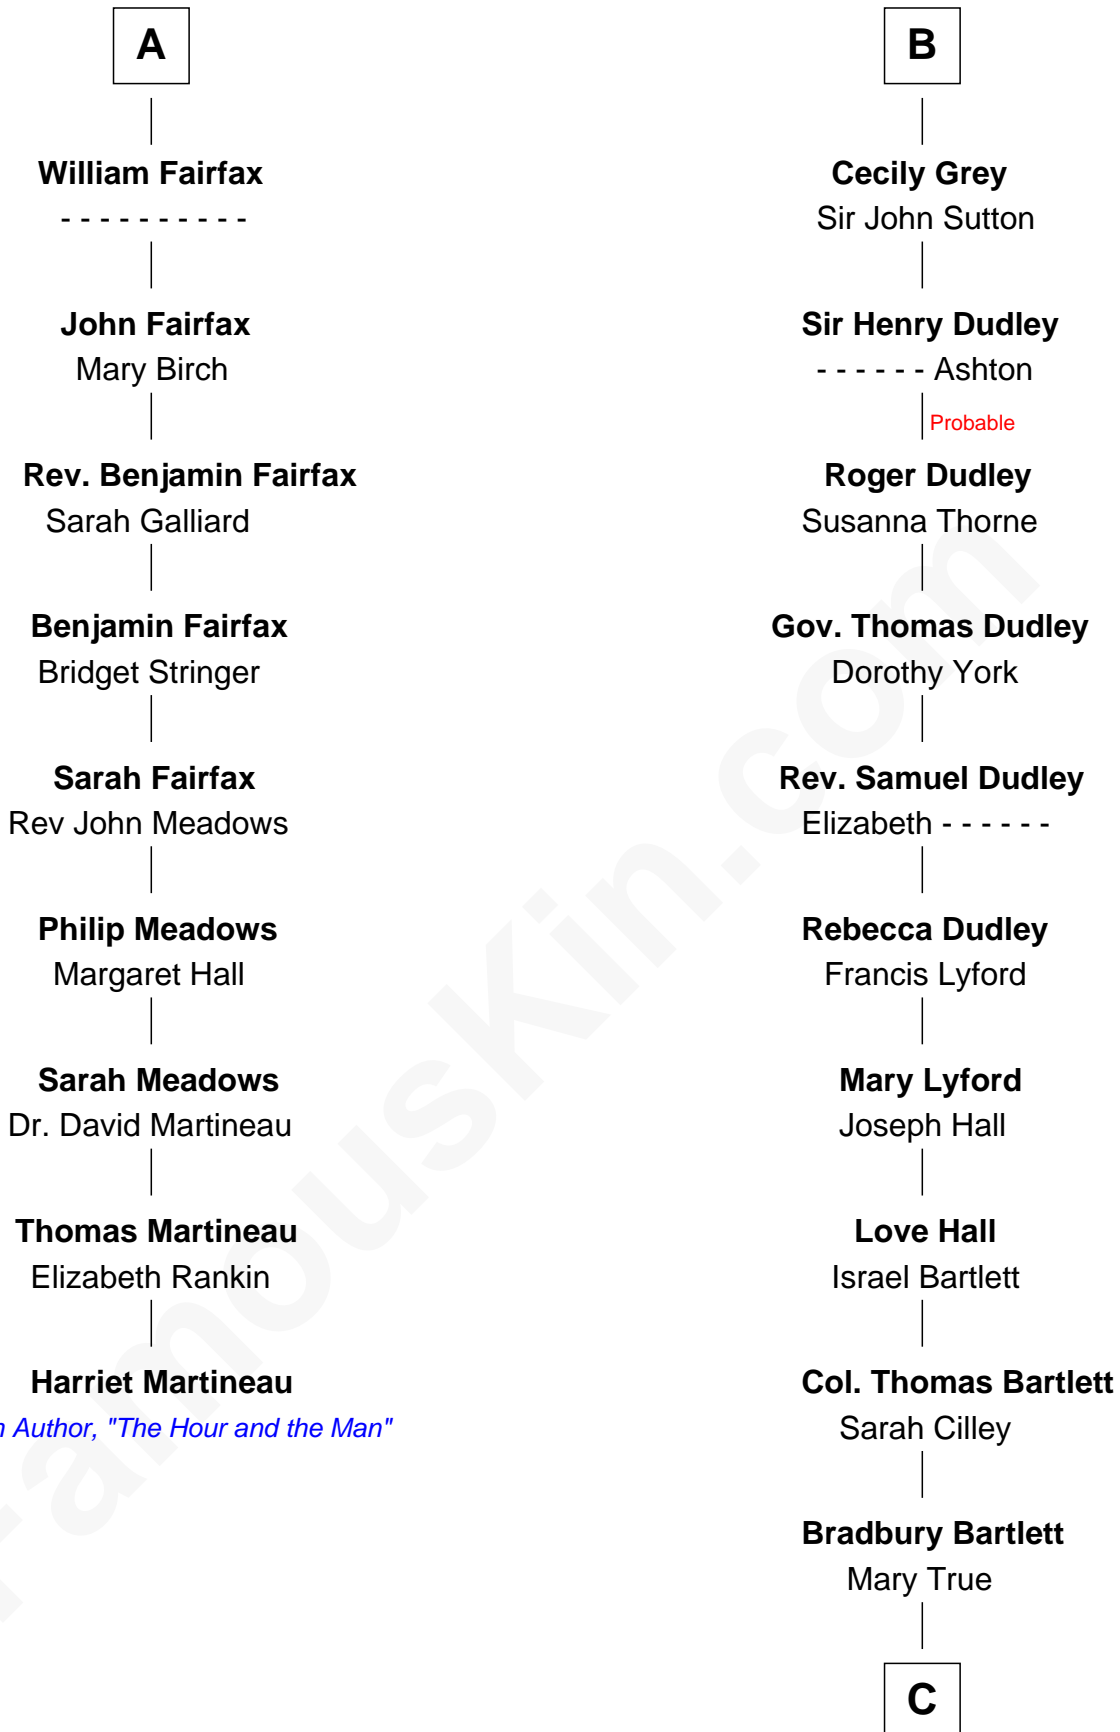 A
William Fairfax
- - - - - - - - - -
John Fairfax
Mary Birch
Rev. Benjamin Fairfax
Sarah Galliard
Benjamin Fairfax
Bridget Stringer
Sarah Fairfax
Rev John Meadows
Philip Meadows
Margaret Hall
Sarah Meadows
Dr. David Martineau
Thomas Martineau
Elizabeth Rankin
Harriet Martineau
Author, "The Hour and the Man"
B
Cecily Grey
Sir John Sutton
Sir Henry Dudley
- - - - - - Ashton
Probable
Roger Dudley
Susanna Thorne
Gov. Thomas Dudley
Dorothy York
Rev. Samuel Dudley
Elizabeth - - - - - -
Rebecca Dudley
Francis Lyford
Mary Lyford
Joseph Hall
Love Hall
Israel Bartlett
Col. Thomas Bartlett
Sarah Cilley
Bradbury Bartlett
Mary True
C
FamousKin.com